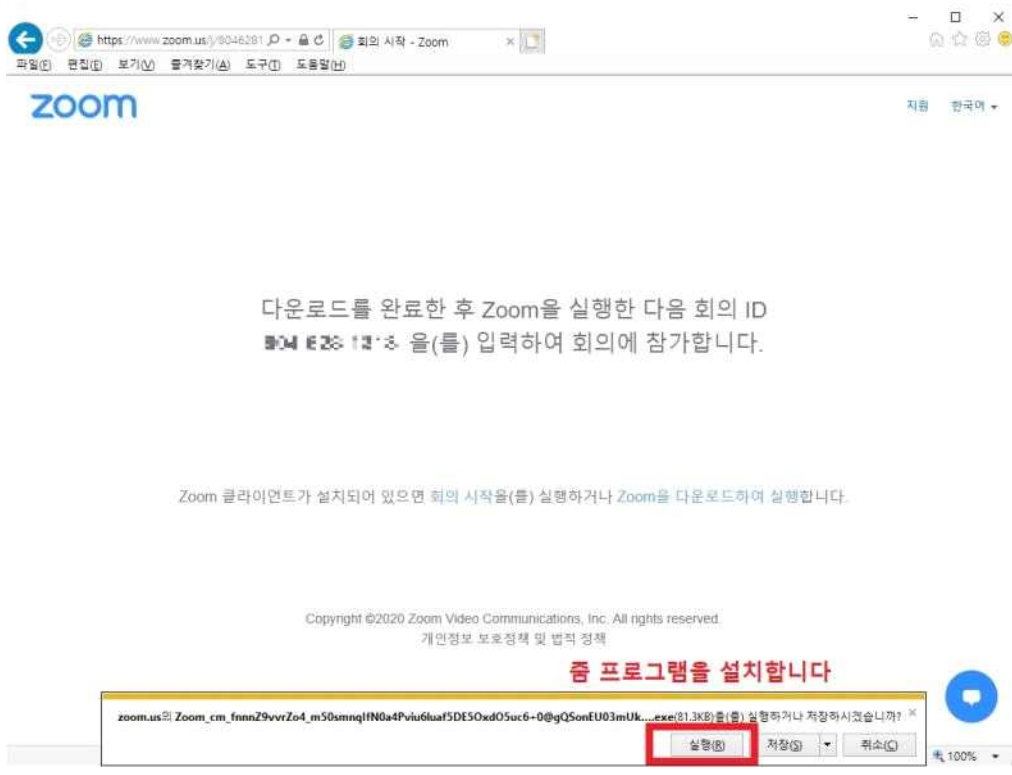 https://www.zoom.us/j/8046281
회의 시작 - Zoom
파일(F) 편집(E) 보기(V) 즐겨찾기(A) 도구(T) 도움말(H)
zoom
지원 한국어
다운로드를 완료한 후 Zoom을 실행한 다음 회의 ID
을(를) 입력하여 회의에 참가합니다.
Zoom 클라이언트가 설치되어 있으면 회의 시작을(를) 실행하거나 Zoom을 다운로드하여 실행합니다.
Copyright ©2020 Zoom Video Communications, Inc. All rights reserved.
개인정보 보호정책 및 법적 정책
줌 프로그램을 설치합니다
zoom.us의 (81.3KB)을(를) 실행하거나 저장하시겠습니까?
실행(R) 저장(S) 취소(C)
100%